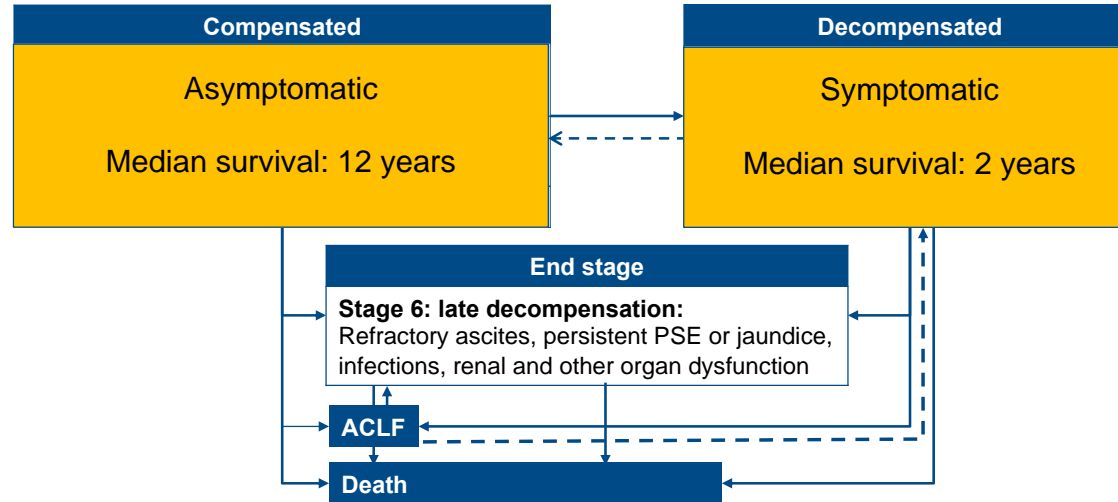 Compensated
Asymptomatic
Median survival: 12 years
Decompensated
Symptomatic
Median survival: 2 years
End stage
Stage 6: late decompensation:
Refractory ascites, persistent PSE or jaundice,
infections, renal and other organ dysfunction
ACLF
Death